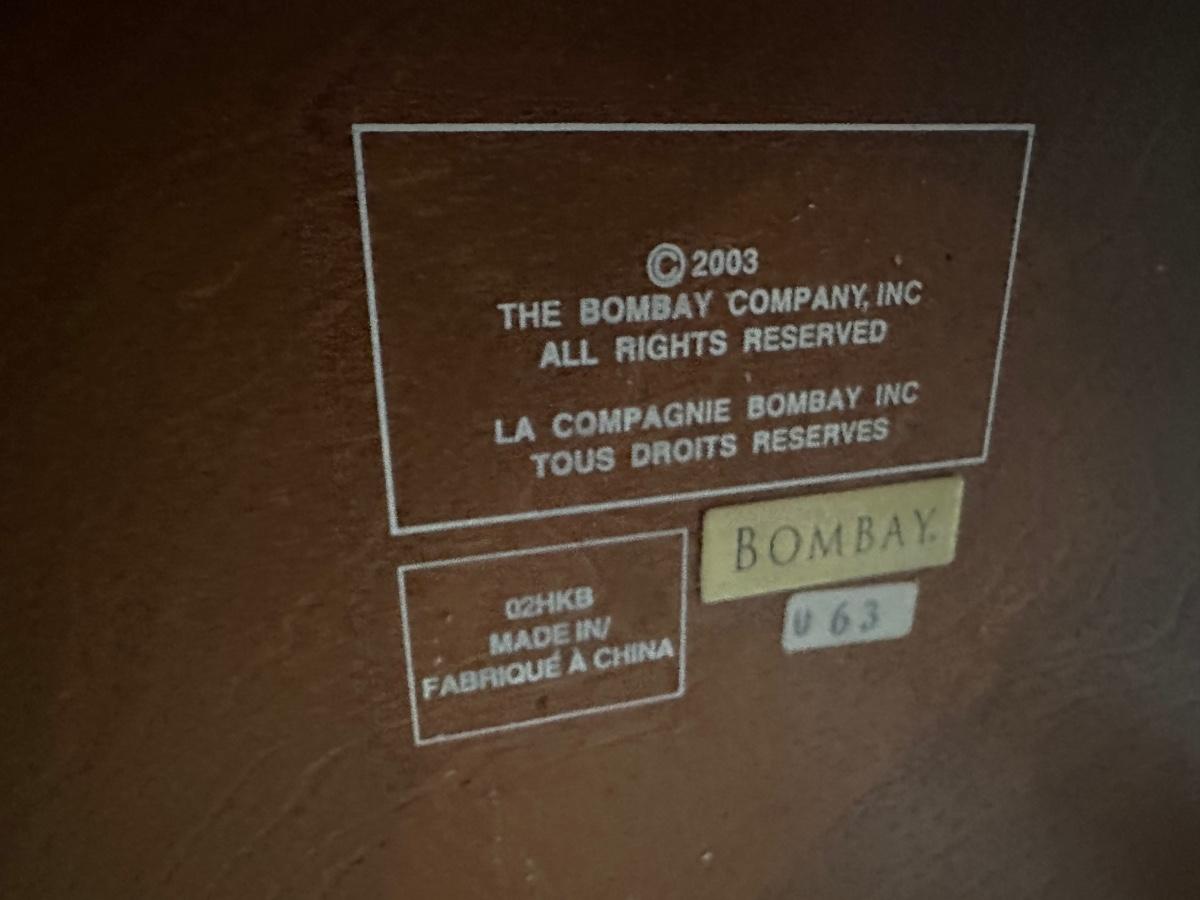 © 2003
THE BOMBAY COMPANY, INC
ALL RIGHTS RESERVED
LA COMPAGNIE BOMBAY INC
TOUS DROITS RESERVES
BOMBAY.
02HKB
MADE IN/
FABRIQUÉ À CHINA
U 63